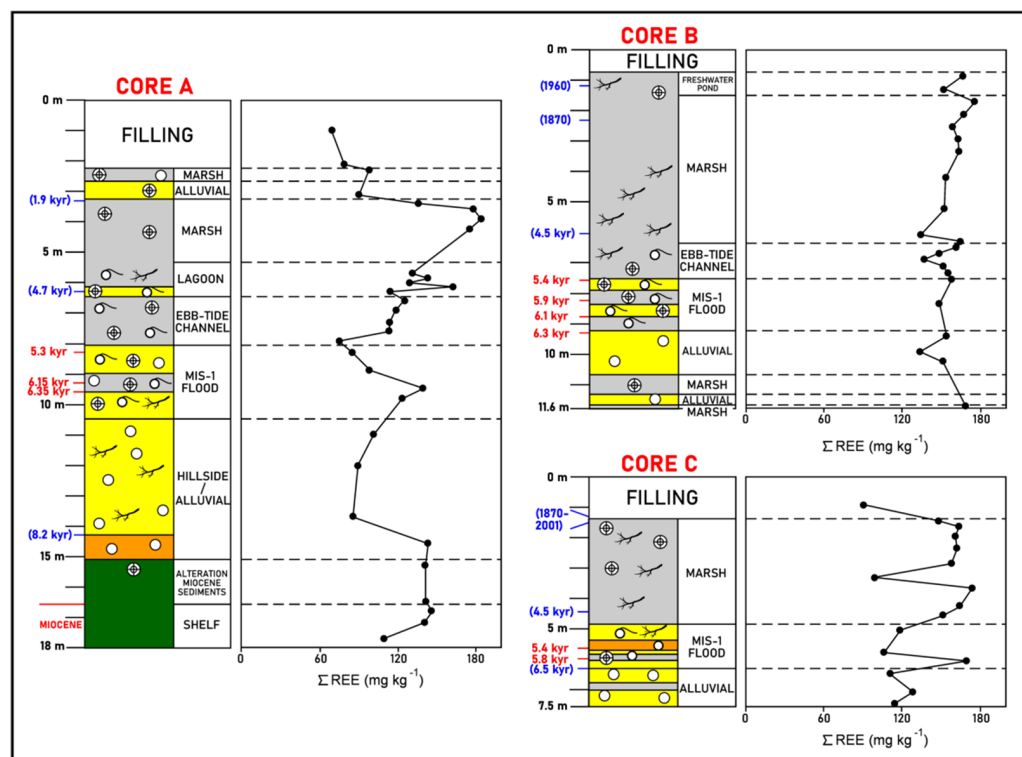 CORE A
0 m
FILLING
MARSH
ALLUVIAL
(1.9 kyr)
MARSH
5 m
LAGOON
(4.7 kyr)
EBB-TIDE
CHANNEL
5.3 kyr
MIS-1
FLOOD
6.15 kyr
6.35 kyr
10 m
HILLSIDE
/
ALLUVIAL
(8.2 kyr)
15 m
ALTERATION
MIOCENE
SEDIMENTS
MIOCENE
SHELF
18 m
0 60 120 180
∑ REE (mg kg⁻¹)
CORE B
0 m
FILLING
FRESHWATER
POND
(1960)
(1870)
MARSH
5 m
(4.5 kyr)
EBB-TIDE
CHANNEL
5.4 kyr
5.9 kyr
MIS-1
FLOOD
6.1 kyr
6.3 kyr
10 m
ALLUVIAL
MARSH
ALLUVIAL
11.6 m
MARSH
0 60 120 180
∑ REE (mg kg⁻¹)
CORE C
0 m
FILLING
(1870-
2001)
MARSH
(4.5 kyr)
5 m
5.4 kyr
MIS-1
FLOOD
5.8 kyr
(6.5 kyr)
ALLUVIAL
7.5 m
0 60 120 180
∑ REE (mg kg⁻¹)